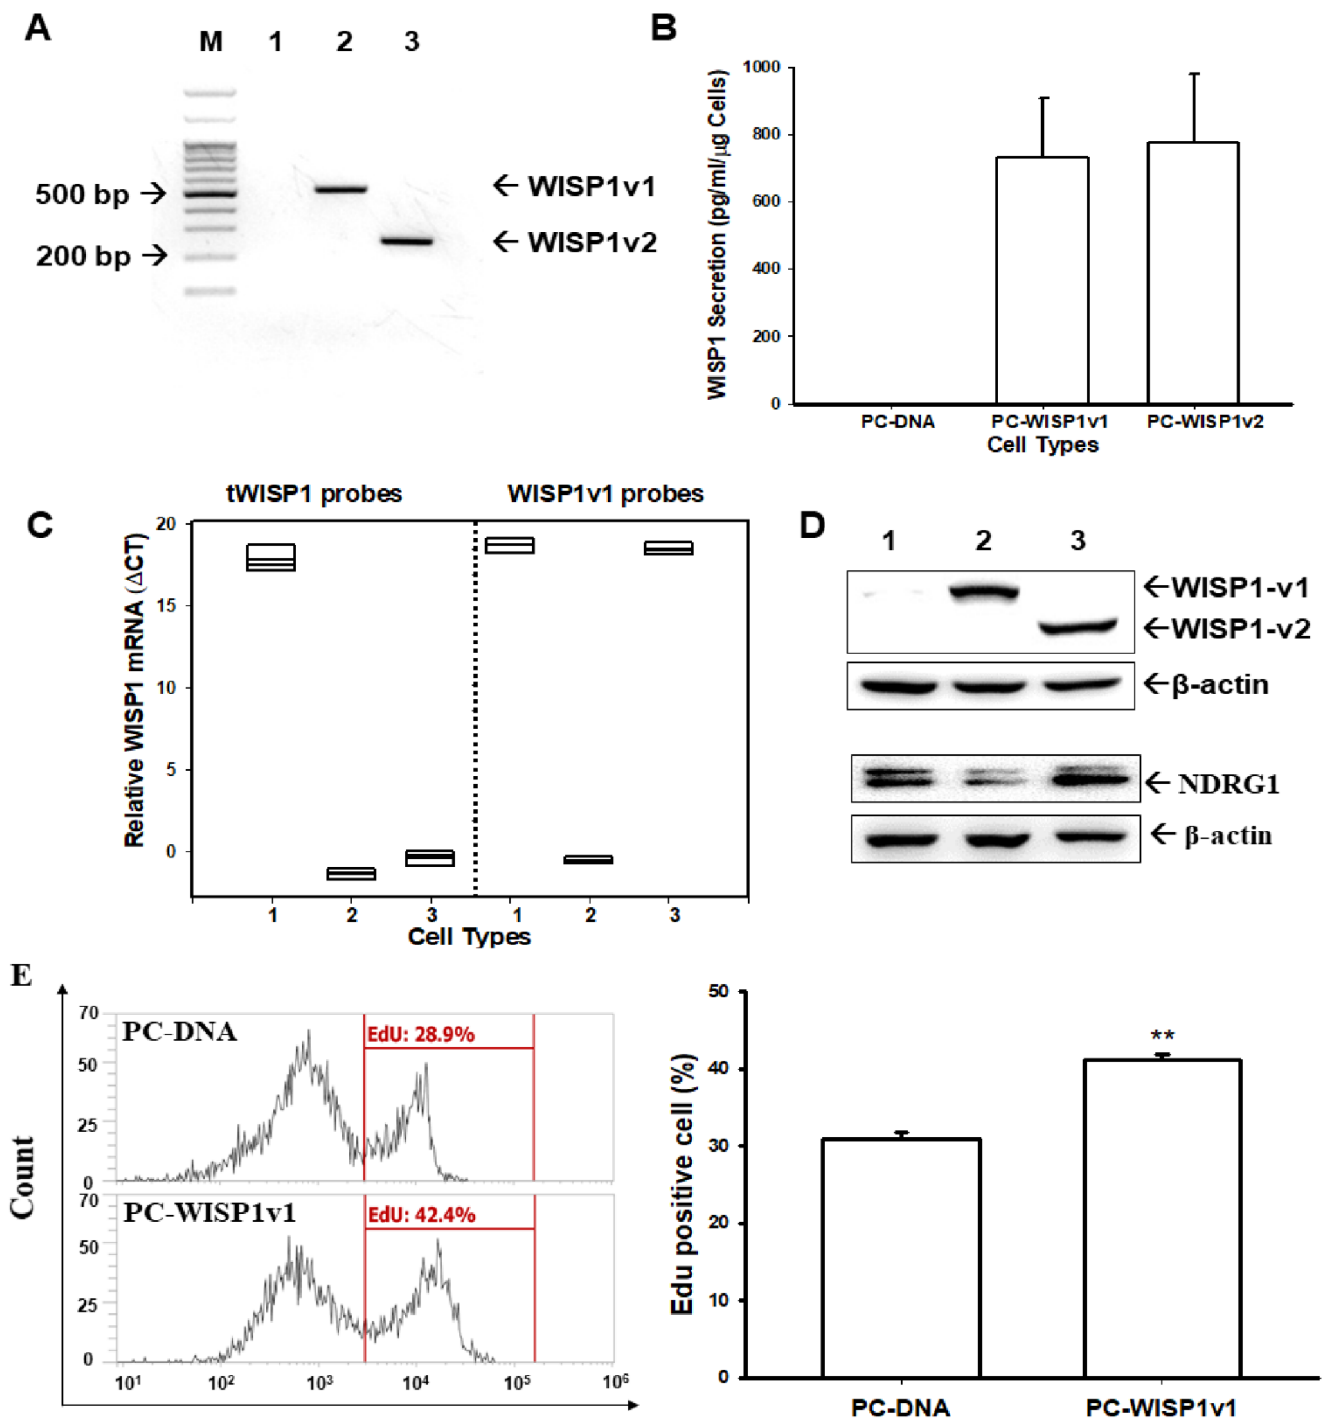 A
M 1 2 3
500 bp →
200 bp →
← WISP1v1
← WISP1v2
B
WISP1 Secretion (pg/ml/μg Cells)
1000
800
600
400
200
0
PC-DNA PC-WISP1v1 PC-WISP1v2
Cell Types
C
tWISP1 probes WISP1v1 probes
Relative WISP1 mRNA (ΔCT)
20
15
10
5
0
1 2 3 1 2 3
Cell Types
D
1 2 3
←WISP1-v1
←WISP1-v2
←β-actin
← NDRG1
← β-actin
E
Count
70
50
25
0
PC-DNA
EdU: 28.9%
70
50
25
0
PC-WISP1v1
EdU: 42.4%
10¹ 10² 10³ 10⁴ 10⁵ 10⁶
Edu positive cell (%)
50
40
30
20
10
0
**
PC-DNA PC-WISP1v1